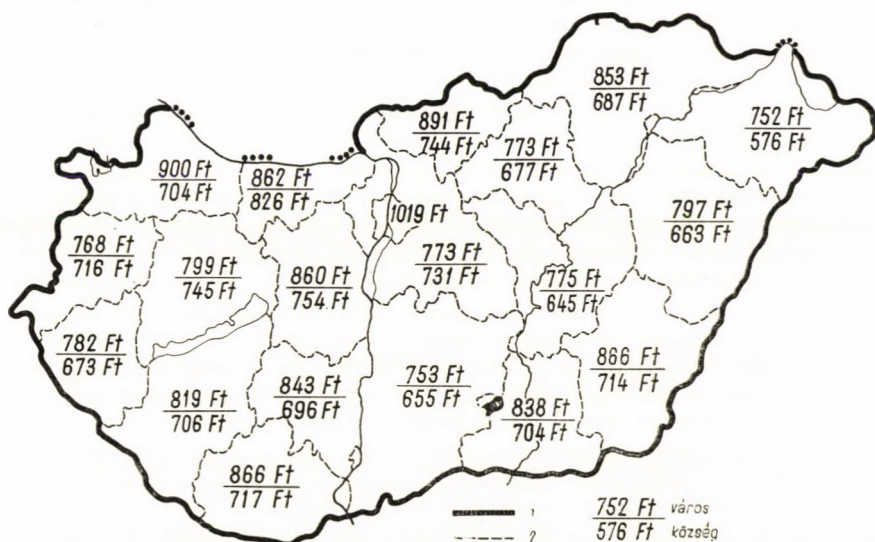 853 Ft
687 Ft
891 Ft
744 Ft
773 Ft
677 Ft
752 Ft
576 Ft
900 Ft
704 Ft
862 Ft
826 Ft
1019 Ft
797 Ft
663 Ft
768 Ft
716 Ft
799 Ft
745 Ft
860 Ft
754 Ft
773 Ft
731 Ft
775 Ft
645 Ft
782 Ft
673 Ft
819 Ft
706 Ft
843 Ft
696 Ft
753 Ft
655 Ft
866 Ft
714 Ft
838 Ft
704 Ft
866 Ft
717 Ft
1
2
752 Ft város
576 Ft község